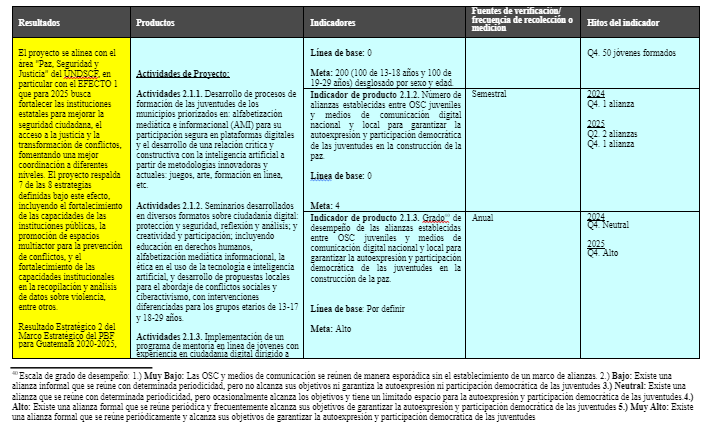 Resultados
Productos
Indicadores
Fuentes de verificación/
frecuencia de recolección o
medición
Hitos del indicador
El proyecto se alinea con el
área "Paz, Seguridad y
Justicia" del UNDSCF, en
particular con el EFECTO 1
que para 2025 busca
fortalecer las instituciones
estatales para mejorar la
seguridad ciudadana, el
acceso a la justicia y la
transformación de conflictos,
fomentando una mejor
coordinación a diferentes
niveles. El proyecto respalda
7 de las 8 estrategias
definidas bajo este efecto,
incluyendo el fortalecimiento
de las capacidades de las
instituciones públicas, la
promoción de espacios
multiactor para la prevención
de conflictos, y el
fortalecimiento de las
capacidades institucionales
en la recopilación y análisis
de datos sobre violencia,
entre otros.
Resultado Estratégico 2 del
Marco Estratégico del PBF
para Guatemala 2020-2025,
Actividades de Proyecto:
Actividades 2.1.1. Desarrollo de procesos de
formación de las juventudes de los
municipios priorizados en: alfabetización
mediática e informacional (AMI) para su
participación segura en plataformas digitales
y el desarrollo de una relación crítica y
constructiva con la inteligencia artificial a
partir de metodologías innovadoras y
actuales: juegos, arte, formación en línea,
etc.
Actividades 2.1.2. Seminarios desarrollados
en diversos formatos sobre ciudadanía digital:
protección y seguridad, reflexión y análisis; y
creatividad y participación; incluyendo
educación en derechos humanos,
alfabetización mediática informacional, la
ética en el uso de la tecnología e inteligencia
artificial, y desarrollo de propuestas locales
para el abordaje de conflictos sociales y
ciberactivismo, con intervenciones
diferenciadas para los grupos etarios de 13-17
y 18-29 años.
Actividades 2.1.3. Implementación de un
programa de mentoría en línea de jóvenes con
experiencia en ciudadanía digital dirigido a
Línea de base: 0
Meta: 200 (100 de 13-18 años y 100 de
19-29 años) desglosado por sexo y edad.
Q4. 50 jóvenes formados
Indicador de producto 2.1.2. Número de
alianzas establecidas entre OSC juveniles
y medios de comunicación digital
nacional y local para garantizar la
autoexpresión y participación democrática
de las juventudes en la construcción de la
paz.
Línea de base: 0
Meta: 4
Semestral
2024
Q4. 1 alianza
2025
Q2. 2 alianzas
Q4. 1 alianza
Indicador de producto 2.1.3. Grado⁴⁰ de
desempeño de las alianzas establecidas
entre OSC juveniles y medios de
comunicación digital nacional y local para
garantizar la autoexpresión y participación
democrática de las juventudes en la
construcción de la paz.
Línea de base: Por definir
Meta: Alto
Anual
2024
Q4. Neutral
2025
Q4. Alto
⁴⁰ Escala de grado de desempeño: 1.) Muy Bajo: Las OSC y medios de comunicación se reúnen de manera esporádica sin el establecimiento de un marco de alianzas. 2.) Bajo: Existe una
alianza informal que se reúne con determinada periodicidad, pero no alcanza sus objetivos ni garantiza la autoexpresión ni participación democrática de las juventudes 3.) Neutral: Existe una
alianza que se reúne con determinada periodicidad, pero ocasionalmente alcanza los objetivos y tiene un limitado espacio para la autoexpresión y participación democrática de las juventudes 4.)
Alto: Existe una alianza formal que se reúne periódica y frecuentemente alcanza sus objetivos de garantizar la autoexpresión y participación democrática de las juventudes 5.) Muy Alto: Existe
una alianza formal que se reúne periódicamente y alcanza sus objetivos de garantizar la autoexpresión y participación democrática de las juventudes